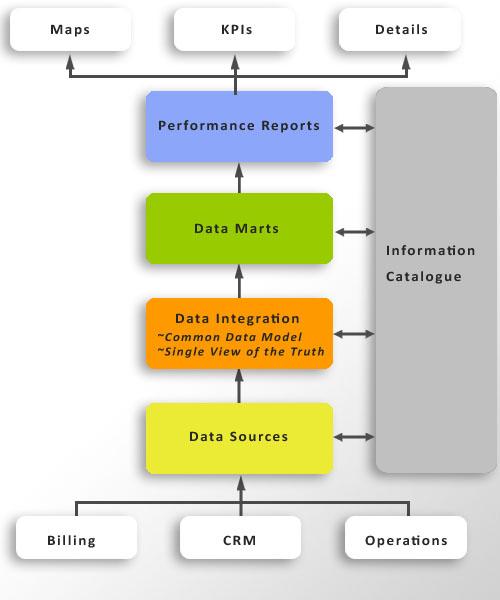 Maps
KPIs
Details
Performance Reports
Data Marts
Information
Catalogue
Data Integration
~Common Data Model
~Single View of the Truth
Data Sources
Billing
CRM
Operations